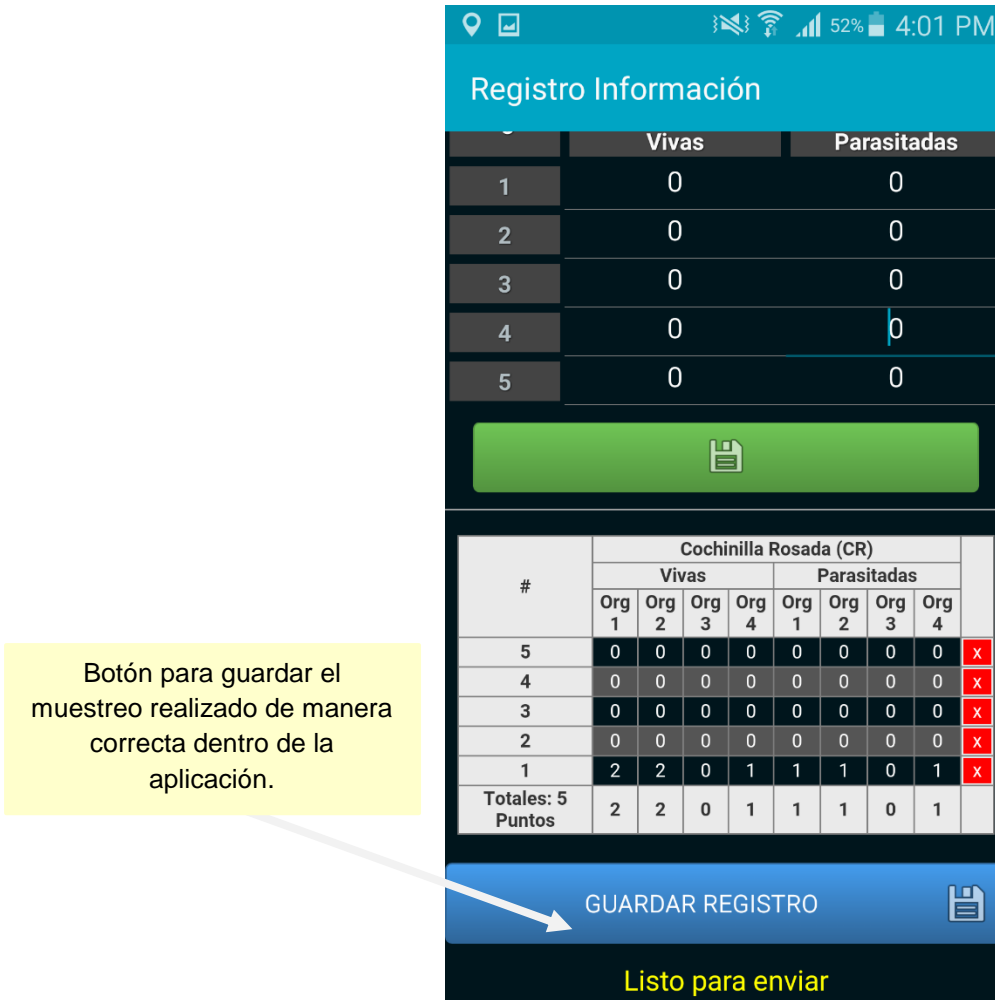 52% 4:01 PM
Registro Información
Vivas Parasitadas
1 0 0
2 0 0
3 0 0
4 0 0
5 0 0
# Cochinilla Rosada (CR)
Vivas Parasitadas
Org 1 Org 2 Org 3 Org 4 Org 1 Org 2 Org 3 Org 4
5 0 0 0 0 0 0 0 0 x
4 0 0 0 0 0 0 0 0 x
3 0 0 0 0 0 0 0 0 x
2 0 0 0 0 0 0 0 0 x
1 2 2 0 1 1 1 0 1 x
Totales: 5
Puntos 2 2 0 1 1 1 0 1
Botón para guardar el
muestreo realizado de manera
correcta dentro de la
aplicación.
GUARDAR REGISTRO
Listo para enviar